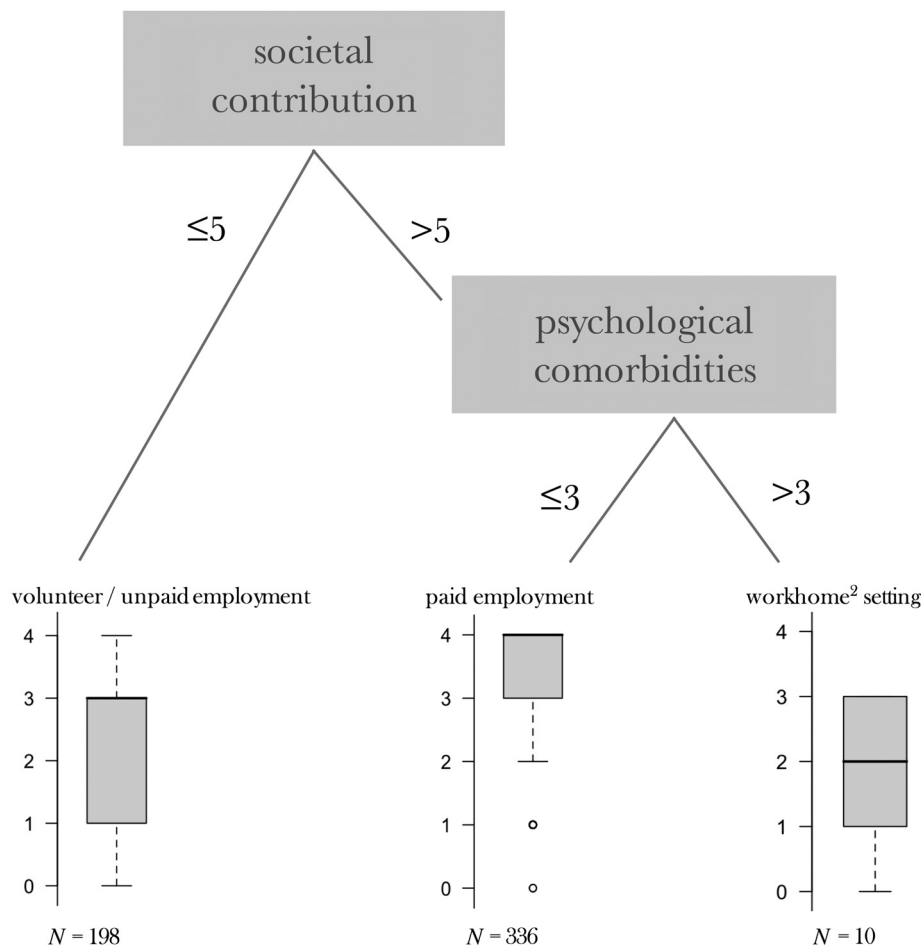 societal
contribution
≤5
>5
psychological
comorbidities
≤3
>3
volunteer / unpaid employment
paid employment
workhome² setting
4
3
2
1
0
4
3
2
1
0
4
3
2
1
0
N = 198
N = 336
N = 10